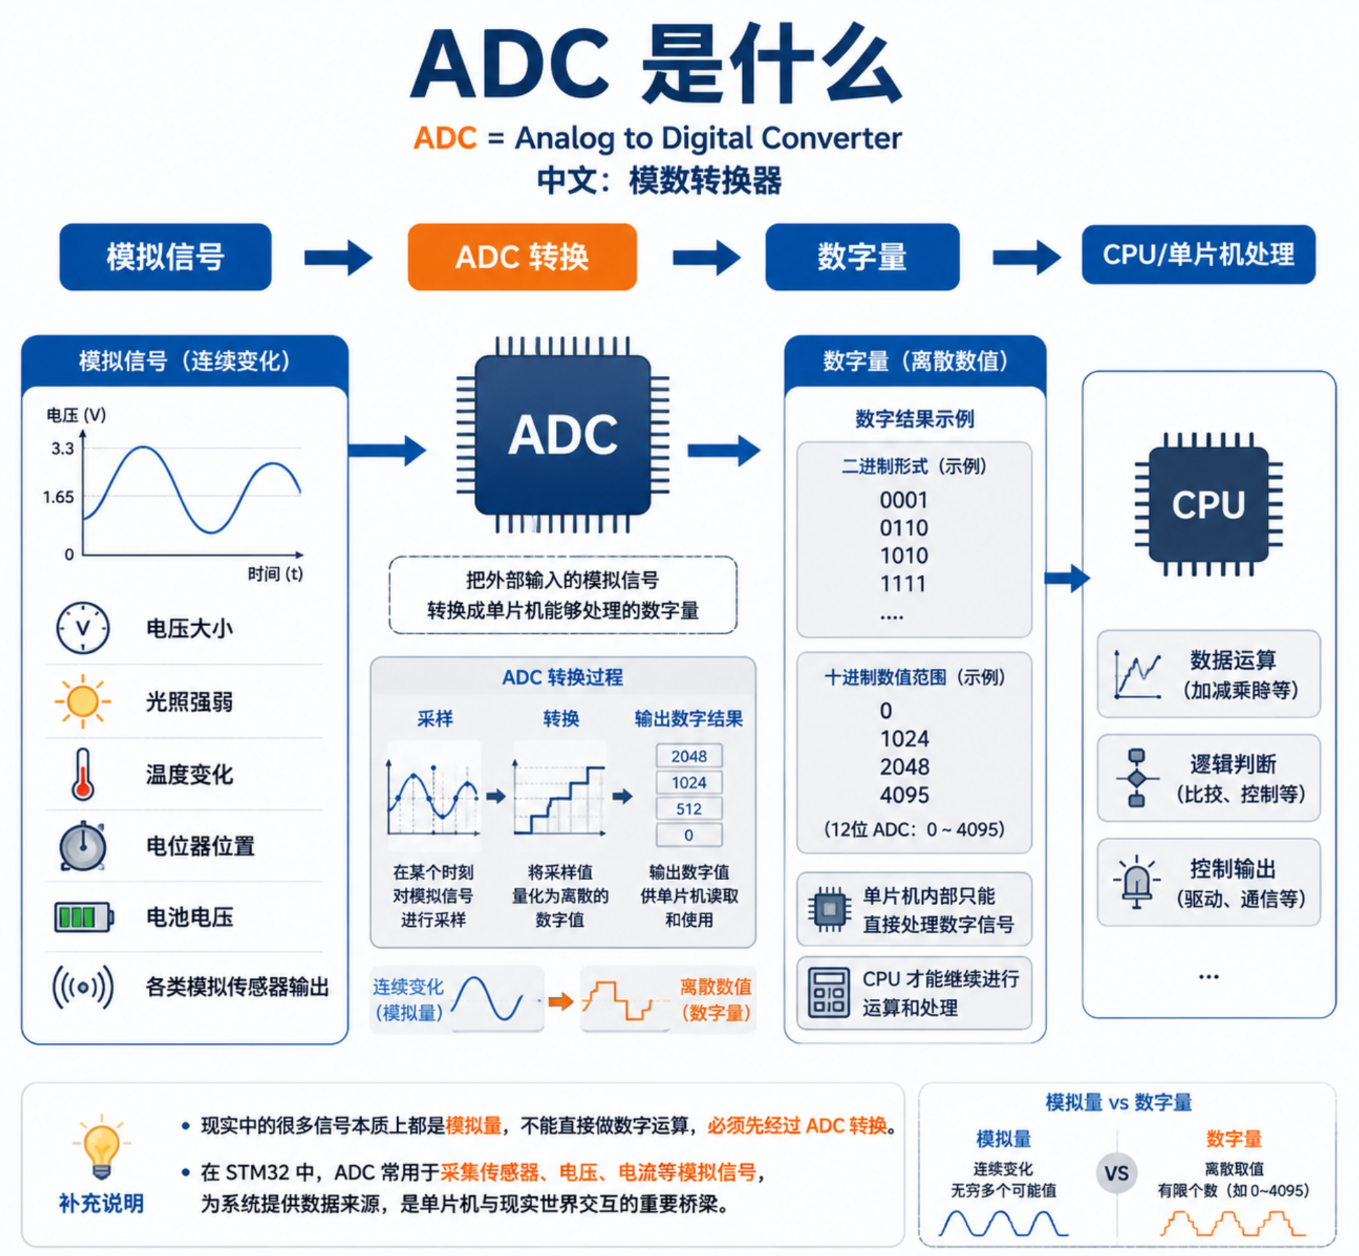 ADC 是什么
ADC = Analog to Digital Converter
中文：模数转换器
模拟信号
ADC 转换
数字量
CPU/单片机处理
模拟信号（连续变化）
电压 (V)
3.3
1.65
0
时间 (t)
V
电压大小
光照强弱
温度变化
电位器位置
电池电压
各类模拟传感器输出
ADC
把外部输入的模拟信号
转换成单片机能够处理的数字量
ADC 转换过程
采样
转换
输出数字结果
2048
1024
512
0
在某个时刻
对模拟信号
进行采样
将采样值
量化为离散的
数字值
输出数字值
供单片机读取
和使用
连续变化
（模拟量）
离散数值
（数字量）
数字量（离散数值）
数字结果示例
二进制形式（示例）
0001
0110
1010
1111
....
十进制数值范围（示例）
0
1024
2048
4095
（12位 ADC：0 ~ 4095）
单片机内部只能
直接处理数字信号
CPU 才能继续进行
运算和处理
CPU
数据运算
（加减乘等）
逻辑判断
（比技、控制等）
控制输出
（驱动、通信等）
...
补充说明
• 现实中的很多信号本质上都是模拟量，不能直接做数字运算，必须先经过 ADC 转换。
• 在 STM32 中，ADC 常用于采集传感器、电压、电流等模拟信号，
为系统提供数据来源，是单片机与现实世界交互的重要桥梁。
模拟量 vs 数字量
模拟量
连续变化
无穷多个可能值
VS
数字量
离散取值
有限个数（如 0~4095）